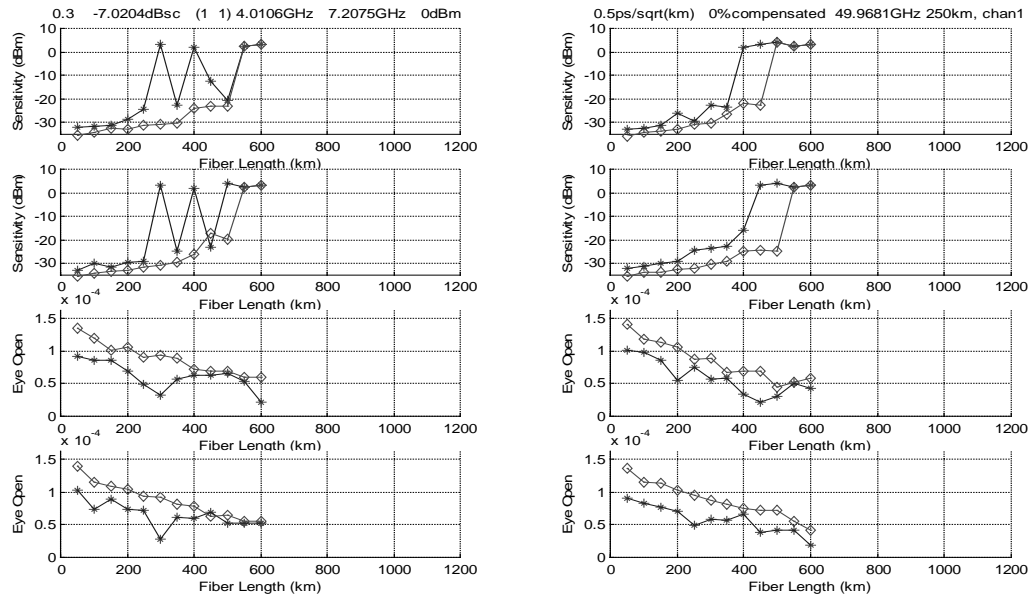 0.3 -7.0204dBsc (1 1) 4.0106GHz 7.2075GHz 0dBm
0.5ps/sqrt(km) 0%compensated 49.9681GHz 250km, chan1
Sensitivity (dBm)
10
0
-10
-20
-30
0 200 400 600 800 1000 1200
Fiber Length (km)
Sensitivity (dBm)
10
0
-10
-20
-30
0 200 400 600 800 1000 1200
Fiber Length (km)
Sensitivity (dBm)
10
0
-10
-20
-30
0 200 400 600 800 1000 1200
Fiber Length (km)
Sensitivity (dBm)
10
0
-10
-20
-30
0 200 400 600 800 1000 1200
Fiber Length (km)
x 10-4
Eye Open
1.5
1
0.5
0
0 200 400 600 800 1000 1200
Fiber Length (km)
x 10-4
Eye Open
1.5
1
0.5
0
0 200 400 600 800 1000 1200
Fiber Length (km)
x 10-4
Eye Open
1.5
1
0.5
0
0 200 400 600 800 1000 1200
Fiber Length (km)
x 10-4
Eye Open
1.5
1
0.5
0
0 200 400 600 800 1000 1200
Fiber Length (km)